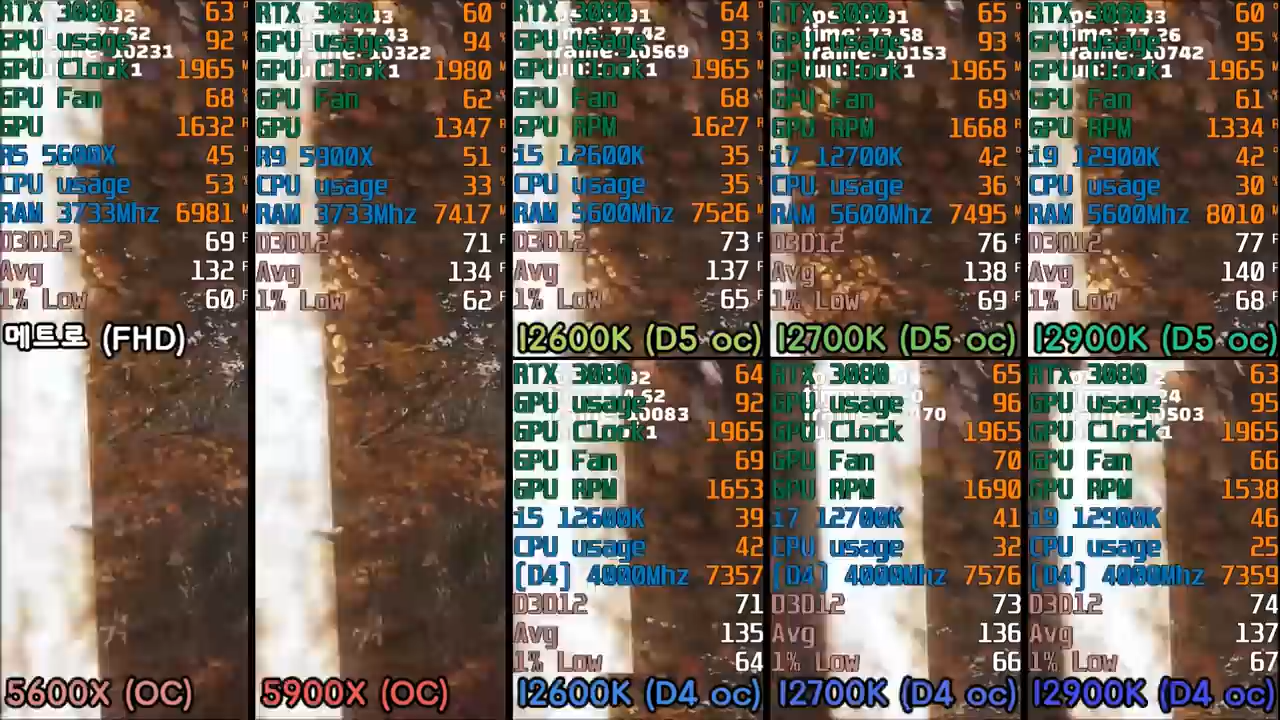 RTX 3080 63
GPU usage 92
GPU Clock 1965
GPU Fan 68
GPU 1632
R5 5600X 45
CPU usage 53
RAM 3733Mhz 6981
D3D12 69
Avg 132
1% Low 60
메트로 (FHD)
5600X (OC)
RTX 3080 60
GPU usage 94
GPU Clock 1980
GPU Fan 62
GPU 1347
R9 5900X 51
CPU usage 33
RAM 3733Mhz 7417
D3D12 71
Avg 134
1% Low 62
5900X (OC)
RTX 3080 64
GPU usage 93
GPU Clock 1965
GPU Fan 68
GPU RPM 1627
i5 12600K 35
CPU usage 35
RAM 5600Mhz 7526
D3D12 73
Avg 137
1% Low 65
12600K (D5 oc)
RTX 3080 65
GPU usage 93
GPU Clock 1965
GPU Fan 69
GPU RPM 1668
i7 12700K 42
CPU usage 36
RAM 5600Mhz 7495
D3D12 76
Avg 138
1% Low 69
12700K (D5 oc)
RTX 3080 60
GPU usage 95
GPU Clock 1965
GPU Fan 61
GPU RPM 1334
i9 12900K 42
CPU usage 30
RAM 5600Mhz 8010
D3D12 77
Avg 140
1% Low 68
12900K (D5 oc)
RTX 3080 64
GPU usage 92
GPU Clock 1965
GPU Fan 69
GPU RPM 1653
i5 12600K 39
CPU usage 42
[D4] 4000Mhz 7357
D3D12 71
Avg 135
1% Low 64
12600K (D4 oc)
RTX 3080 65
GPU usage 96
GPU Clock 1965
GPU Fan 70
GPU RPM 1690
i7 12700K 41
CPU usage 32
[D4] 4000Mhz 7576
D3D12 73
Avg 136
1% Low 66
12700K (D4 oc)
RTX 3080 63
GPU usage 95
GPU Clock 1965
GPU Fan 66
GPU RPM 1538
i9 12900K 46
CPU usage 25
[D4] 4000Mhz 7359
D3D12 74
Avg 137
1% Low 67
12900K (D4 oc)